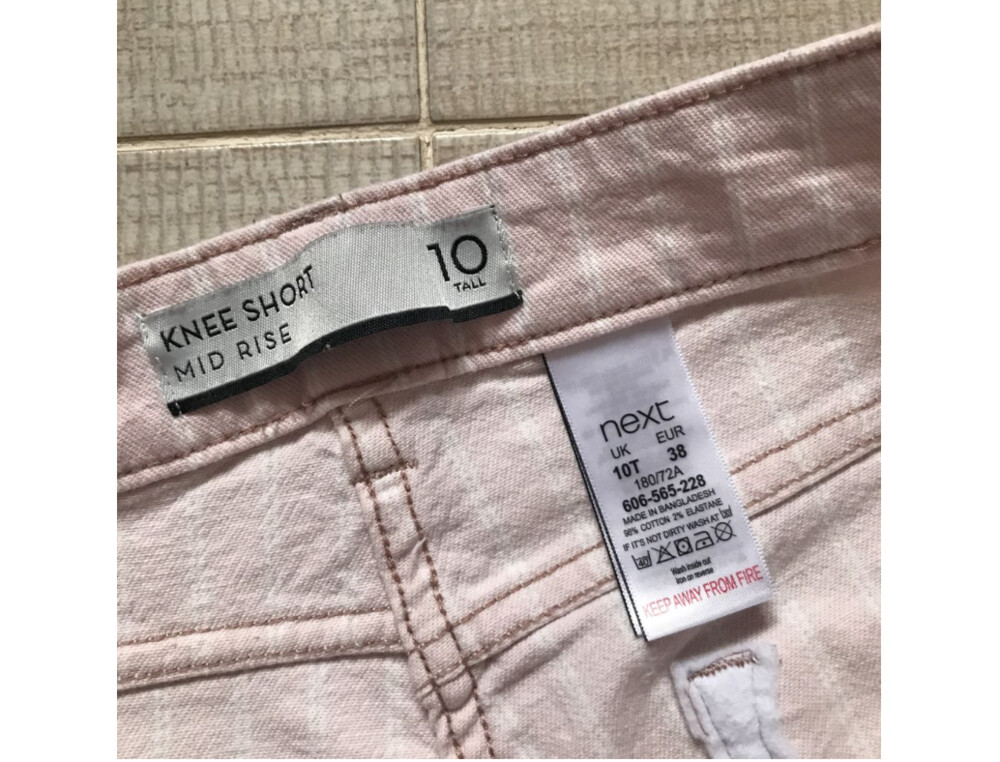 KNEE SHORT
MID RISE
10
TALL
next
UK EUR
10T 38
180/72A
606-565-228
MADE IN BANGLADESH
98% COTTON 2% ELASTANE
IF IT'S NOT DIRTY WASH AT 30
40
Wash inside out
Iron on reverse
KEEP AWAY FROM FIRE